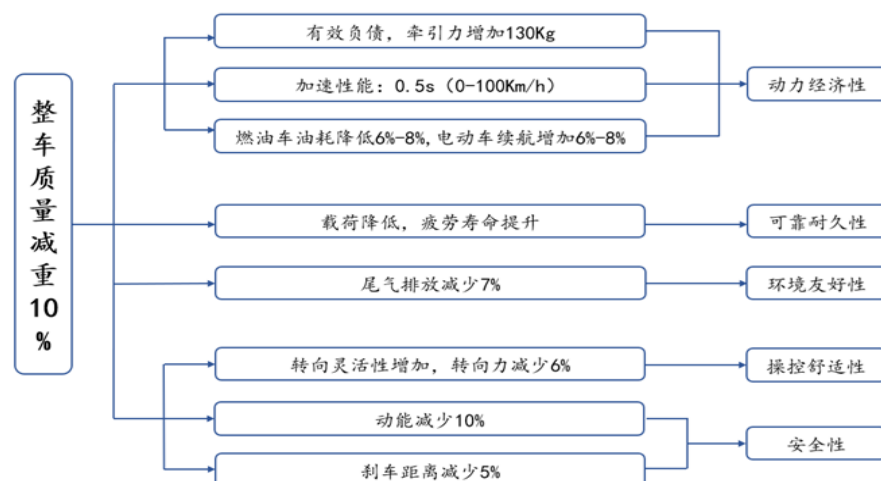 整车质量减重10%
有效负债，牵引力增加130Kg
加速性能：0.5s（0-100Km/h）
燃油车油耗降低6%-8%,电动车续航增加6%-8%
动力经济性
载荷降低，疲劳寿命提升
可靠耐久性
尾气排放减少7%
环境友好性
转向灵活性增加，转向力减少6%
操控舒适性
动能减少10%
刹车距离减少5%
安全性